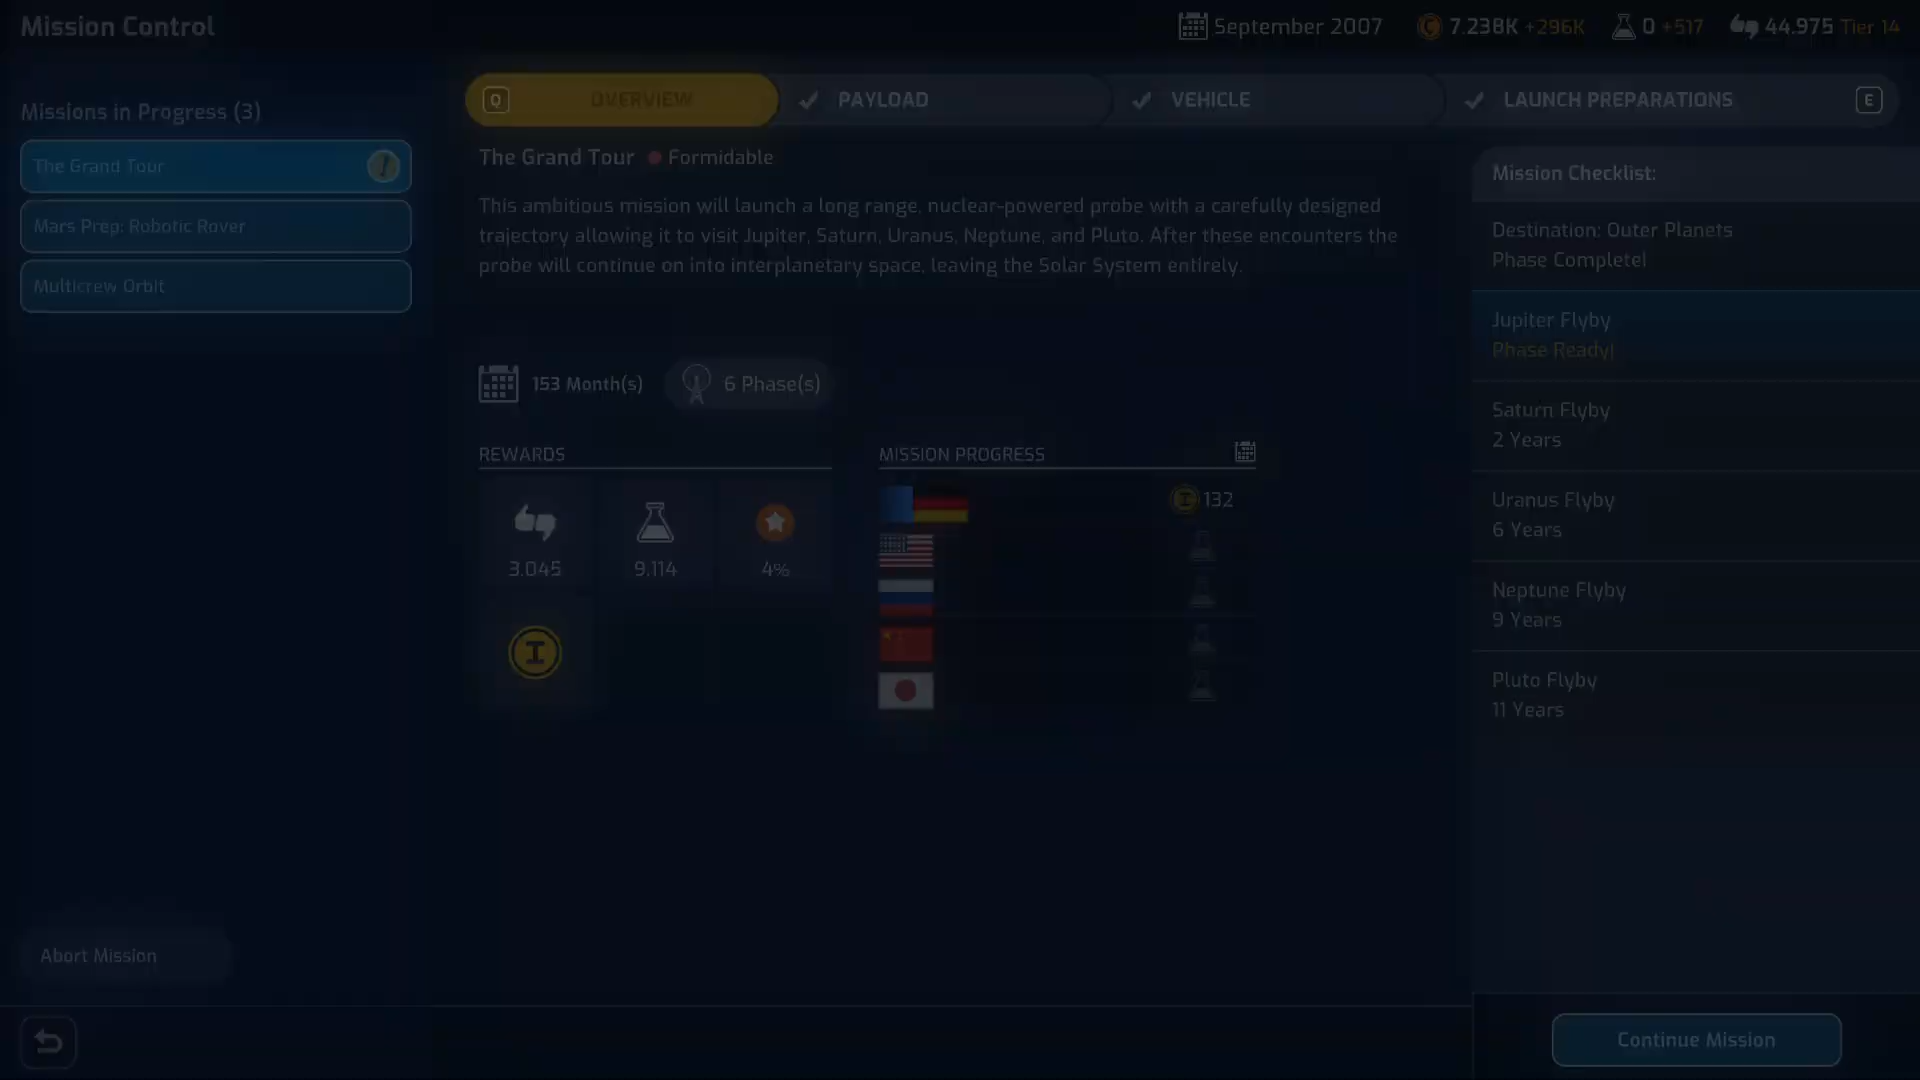 Mission Control
September 2007
7.238K +296K
0 +517
44.975 Tier 14
Missions in Progress (3)
The Grand Tour
Mars Prep: Robotic Rover
Multicrew Orbit
Abort Mission
Q OVERVIEW
PAYLOAD
VEHICLE
LAUNCH PREPARATIONS E
The Grand Tour Formidable
This ambitious mission will launch a long range, nuclear-powered probe with a carefully designed
trajectory allowing it to visit Jupiter, Saturn, Uranus, Neptune, and Pluto. After these encounters the
probe will continue on into interplanetary space, leaving the Solar System entirely.
153 Month(s)
6 Phase(s)
REWARDS
3.045
9.114
4%
I
MISSION PROGRESS
I 132
Mission Checklist:
Destination: Outer Planets
Phase Complete!
Jupiter Flyby
Phase Ready!
Saturn Flyby
2 Years
Uranus Flyby
6 Years
Neptune Flyby
9 Years
Pluto Flyby
11 Years
Continue Mission